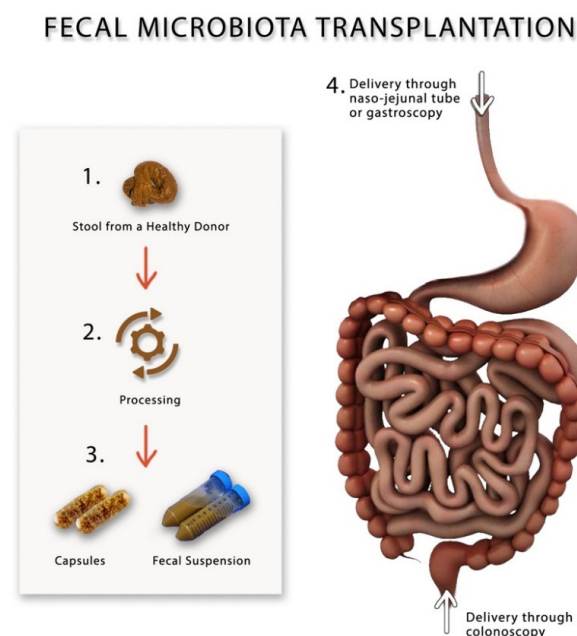 FECAL MICROBIOTA TRANSPLANTATION
1.
Stool from a Healthy Donor
2.
Processing
3.
Capsules
Fecal Suspension
4. Delivery through
naso-jejunal tube
or gastroscopy
Delivery through
colonoscopy